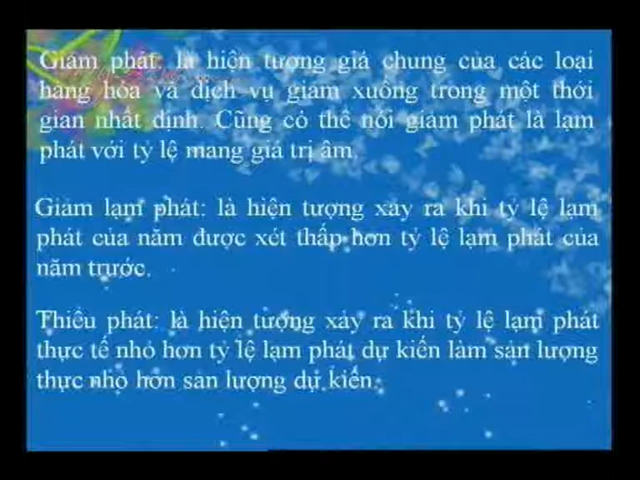 Giảm phát: là hiện tượng giá chung của các loại
hàng hóa và dịch vụ giảm xuống trong một thời
gian nhất định. Cũng có thể nói giảm phát là lạm
phát với tỷ lệ mang giá trị âm.
Giảm lạm phát: là hiện tượng xảy ra khi tỷ lệ lạm
phát của năm được xét thấp hơn tỷ lệ lạm phát của
năm trước.
Thiểu phát: là hiện tượng xảy ra khi tỷ lệ lạm phát
thực tế nhỏ hơn tỷ lệ lạm phát dự kiến làm sản lượng
thực nhỏ hơn sản lượng dự kiến.